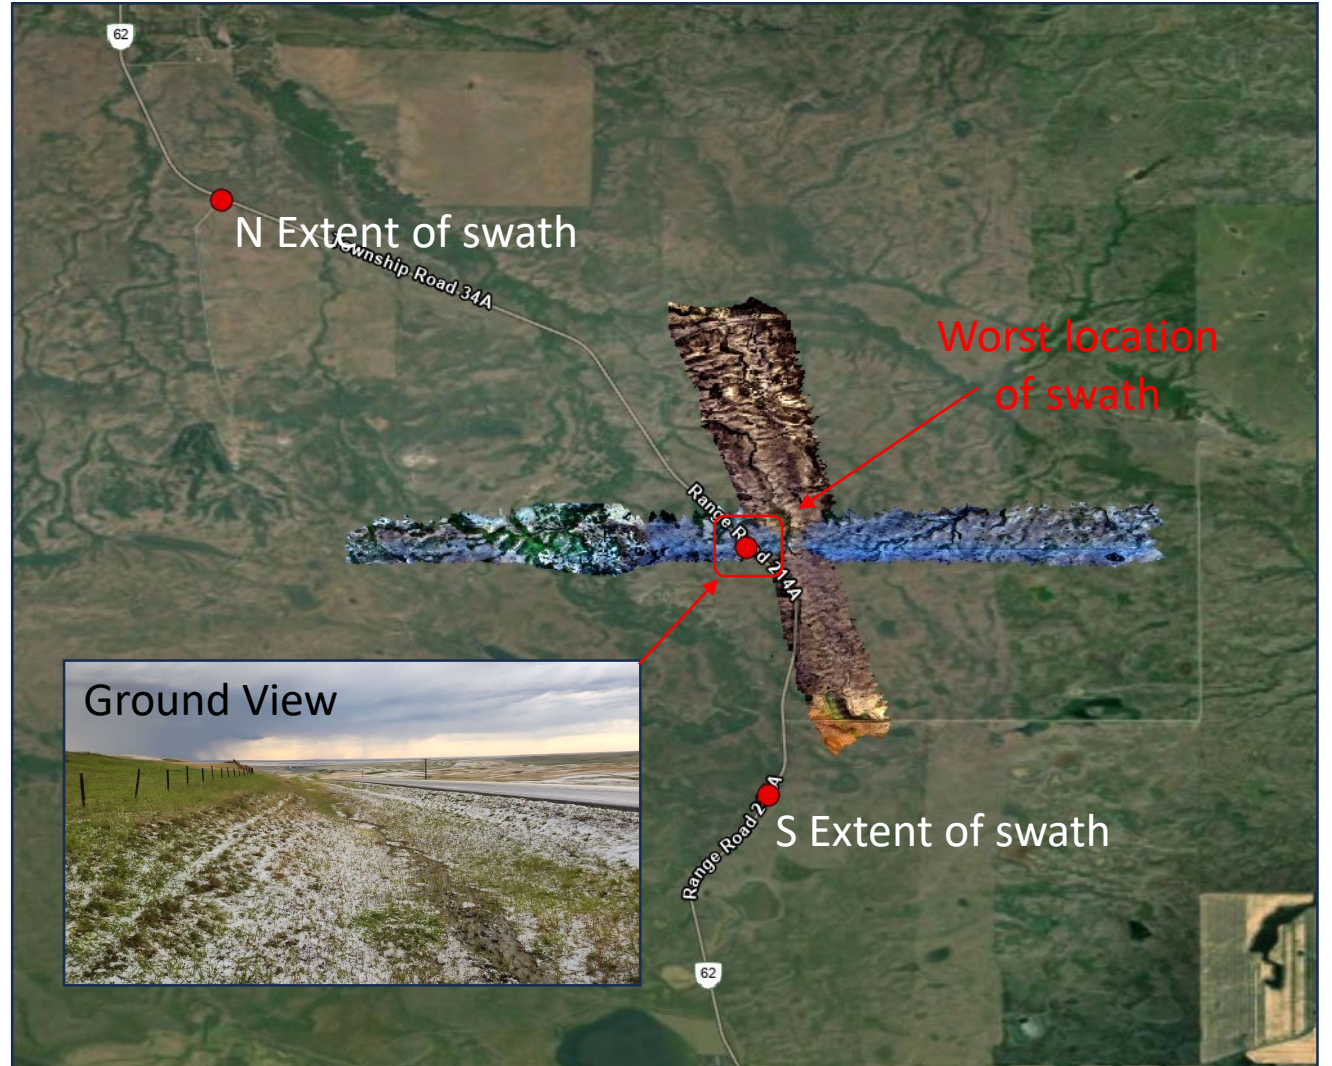 62
N Extent of swath
Township Road 34A
Worst location
of swath
Range Road 214A
Ground View
S Extent of swath
Range Road 2 A
62